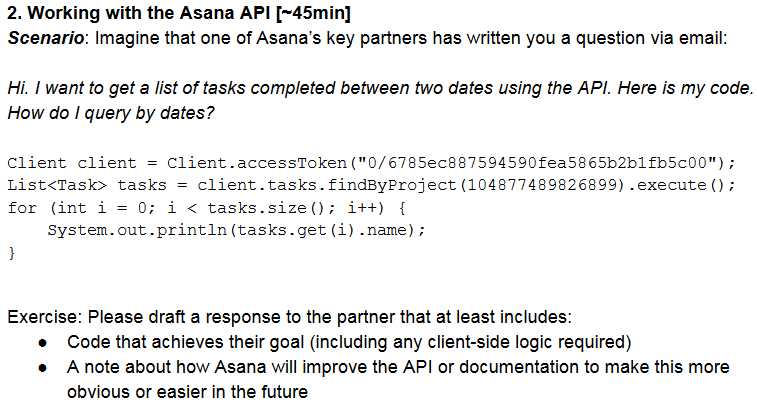 2. Working with the Asana API [~45min]
Scenario: Imagine that one of Asana's key partners has written you a question via email:
Hi. I want to get a list of tasks completed between two dates using the API. Here is my code.
How do I query by dates?
Client client = Client.accessToken("0/6785ec887594590fea5865b2b1fb5c00");
List<Task> tasks = client.tasks.findByProject(104877489826899).execute();
for (int i = 0; i < tasks.size(); i++) {
    System.out.println(tasks.get(i).name);
}
Exercise: Please draft a response to the partner that at least includes:
● Code that achieves their goal (including any client-side logic required)
● A note about how Asana will improve the API or documentation to make this more
obvious or easier in the future